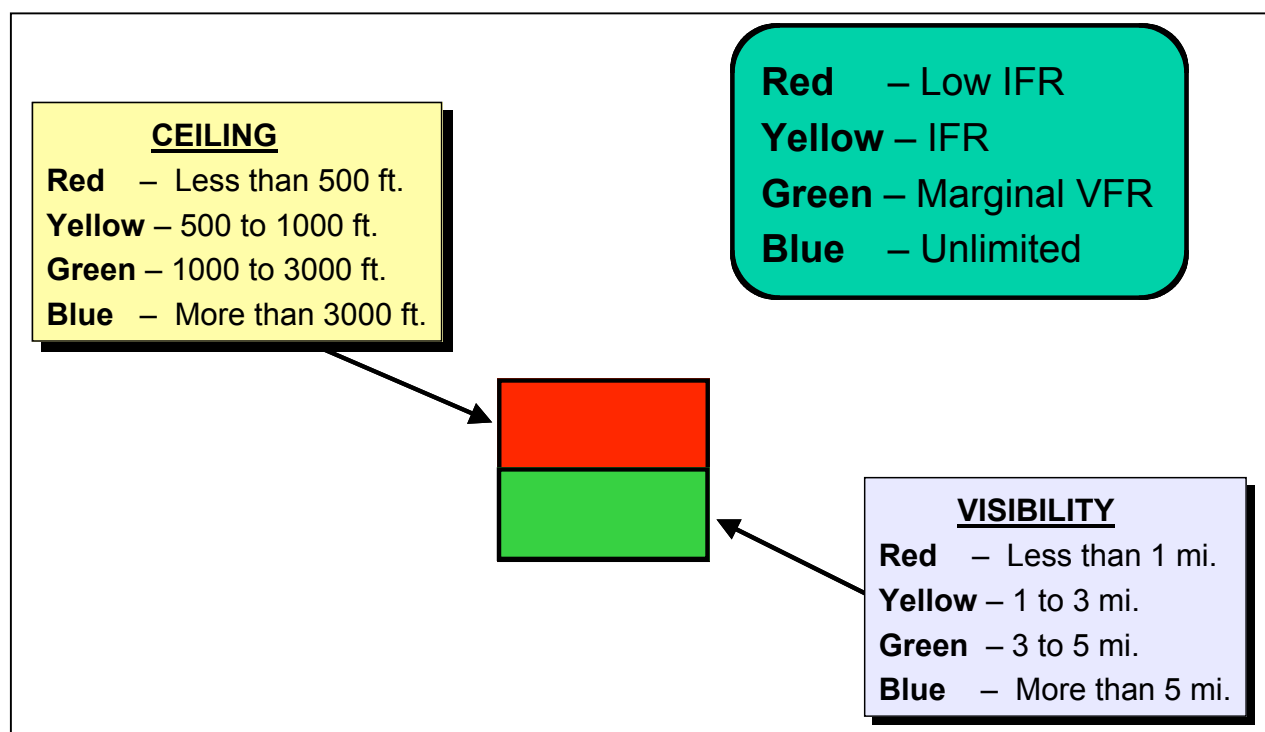 CEILING
Red – Less than 500 ft.
Yellow – 500 to 1000 ft.
Green – 1000 to 3000 ft.
Blue – More than 3000 ft.
Red – Low IFR
Yellow – IFR
Green – Marginal VFR
Blue – Unlimited
VISIBILITY
Red – Less than 1 mi.
Yellow – 1 to 3 mi.
Green – 3 to 5 mi.
Blue – More than 5 mi.